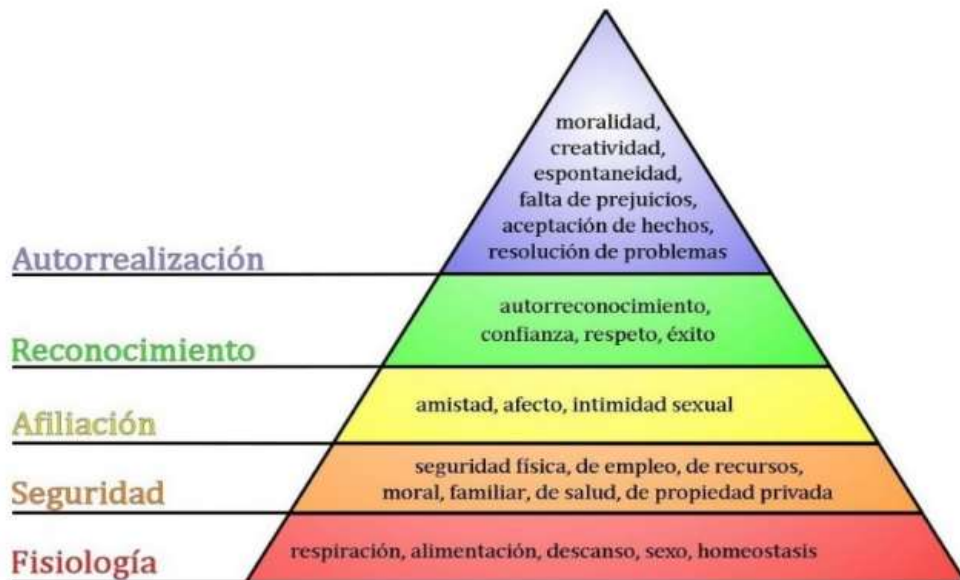 moralidad,
creatividad,
espontaneidad,
falta de prejuicios,
aceptación de hechos,
resolución de problemas
Autorrealización
autorreconocimiento,
confianza, respeto, éxito
Reconocimiento
amistad, afecto, intimidad sexual
Afiliación
seguridad física, de empleo, de recursos,
moral, familiar, de salud, de propiedad privada
Seguridad
respiración, alimentación, descanso, sexo, homeostasis
Fisiología